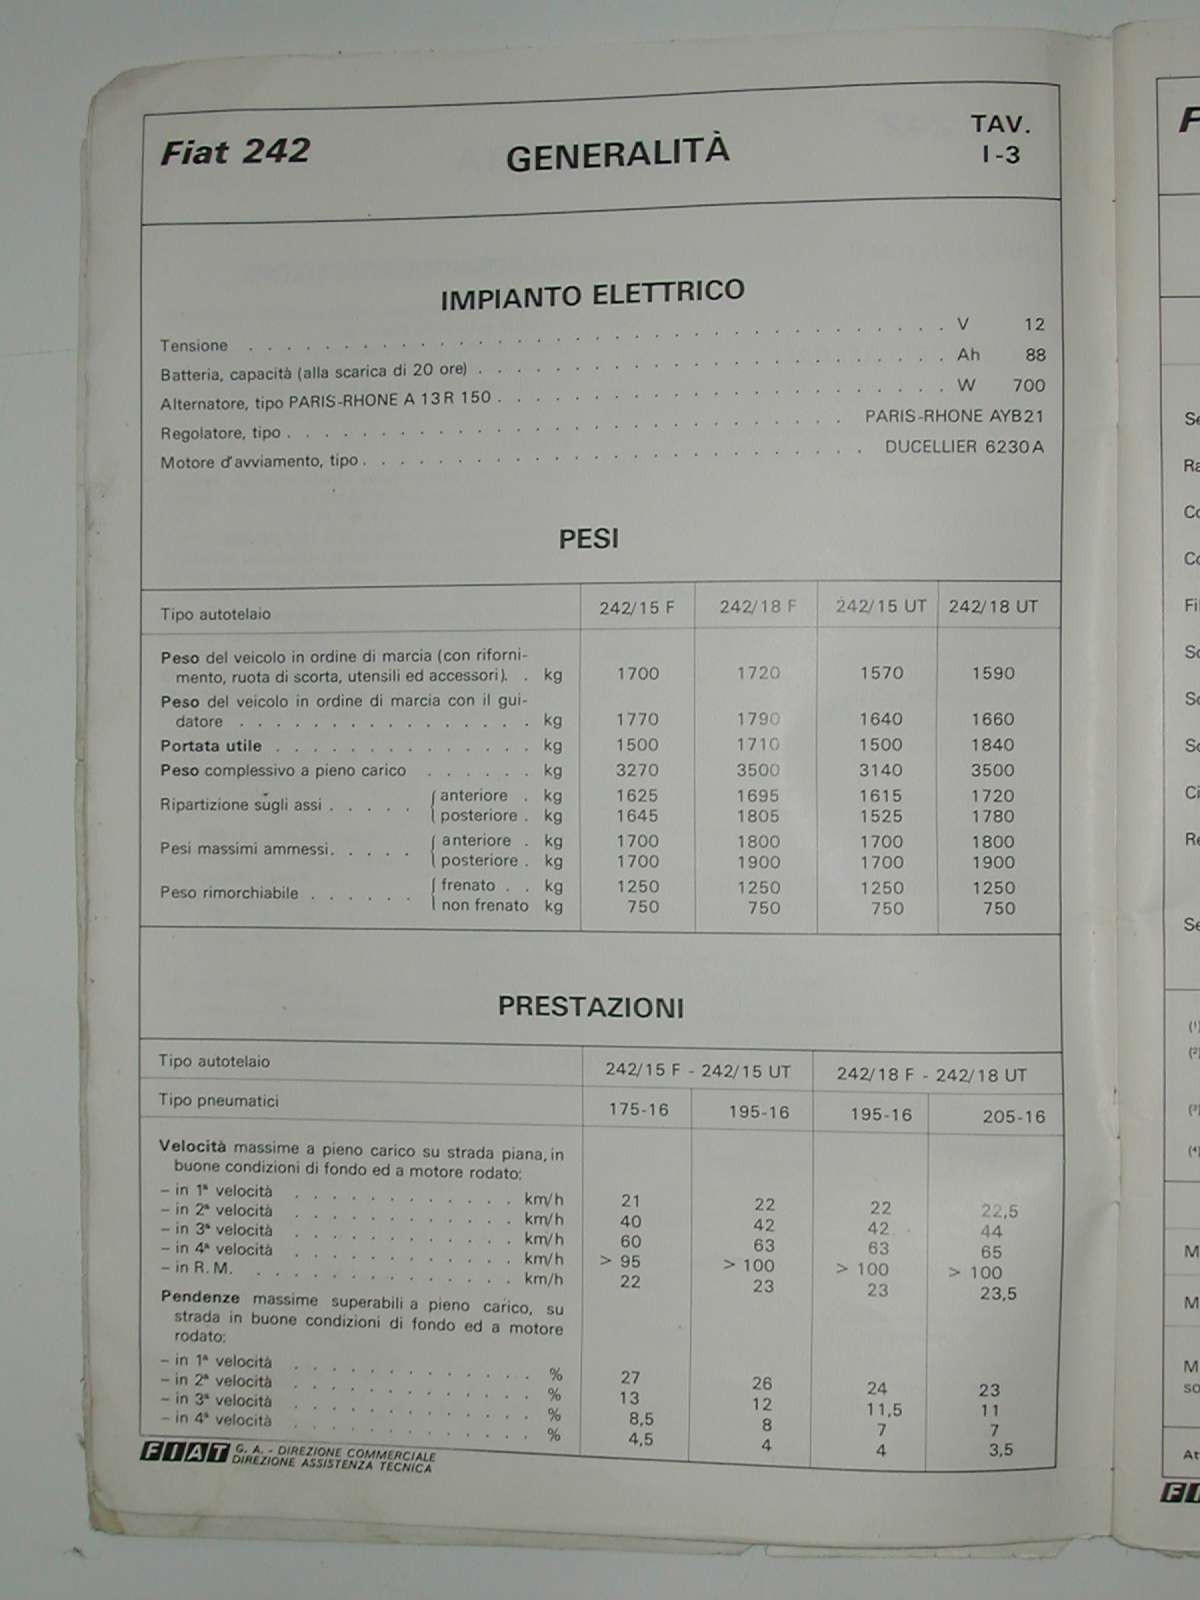 Fiat 242
GENERALITÀ
TAV.
I-3
IMPIANTO ELETTRICO
Tensione . . . . . . . . . . V 12
Batteria, capacità (alla scarica di 20 ore) . . . . . . . . . . Ah 88
Alternatore, tipo PARIS-RHONE A 13 R 150 . . . . . . . . . . W 700
Regolatore, tipo . . . . . . . . . . PARIS-RHONE AYB21
Motore d'avviamento, tipo . . . . . . . . . . DUCELLIER 6230 A
PESI
Tipo autotelaio 242/15 F 242/18 F 242/15 UT 242/18 UT
Peso del veicolo in ordine di marcia (con riforni-
mento, ruota di scorta, utensili ed accessori). . kg 1700 1720 1570 1590
Peso del veicolo in ordine di marcia con il gui-
datore . . . . . . . . . . kg 1770 1790 1640 1660
Portata utile . . . . . . . . . . kg 1500 1710 1500 1840
Peso complessivo a pieno carico . . . . . . kg 3270 3500 3140 3500
Ripartizione sugli assi . . . . . anteriore . kg 1625 1695 1615 1720
posteriore . kg 1645 1805 1525 1780
Pesi massimi ammessi. . . . . anteriore . kg 1700 1800 1700 1800
posteriore . kg 1700 1900 1700 1900
Peso rimorchiabile . . . . . . frenato . . kg 1250 1250 1250 1250
non frenato kg 750 750 750 750
PRESTAZIONI
Tipo autotelaio 242/15 F - 242/15 UT 242/18 F - 242/18 UT
Tipo pneumatici 175-16 195-16 195-16 205-16
Velocità massime a pieno carico su strada piana, in
buone condizioni di fondo ed a motore rodato:
– in 1ª velocità . . . . . . . . . . km/h 21 22 22 22,5
– in 2ª velocità . . . . . . . . . . km/h 40 42 42 44
– in 3ª velocità . . . . . . . . . . km/h 60 63 63 65
– in 4ª velocità . . . . . . . . . . km/h > 95 > 100 > 100 > 100
– in R. M. . . . . . . . . . . km/h 22 23 23 23,5
Pendenze massime superabili a pieno carico, su
strada in buone condizioni di fondo ed a motore
rodato:
– in 1ª velocità . . . . . . . . . . % 27 26 24 23
– in 2ª velocità . . . . . . . . . . % 13 12 11,5 11
– in 3ª velocità . . . . . . . . . . % 8,5 8 7 7
– in 4ª velocità . . . . . . . . . . % 4,5 4 4 3,5
FIAT G. A. - DIREZIONE COMMERCIALE
DIREZIONE ASSISTENZA TECNICA